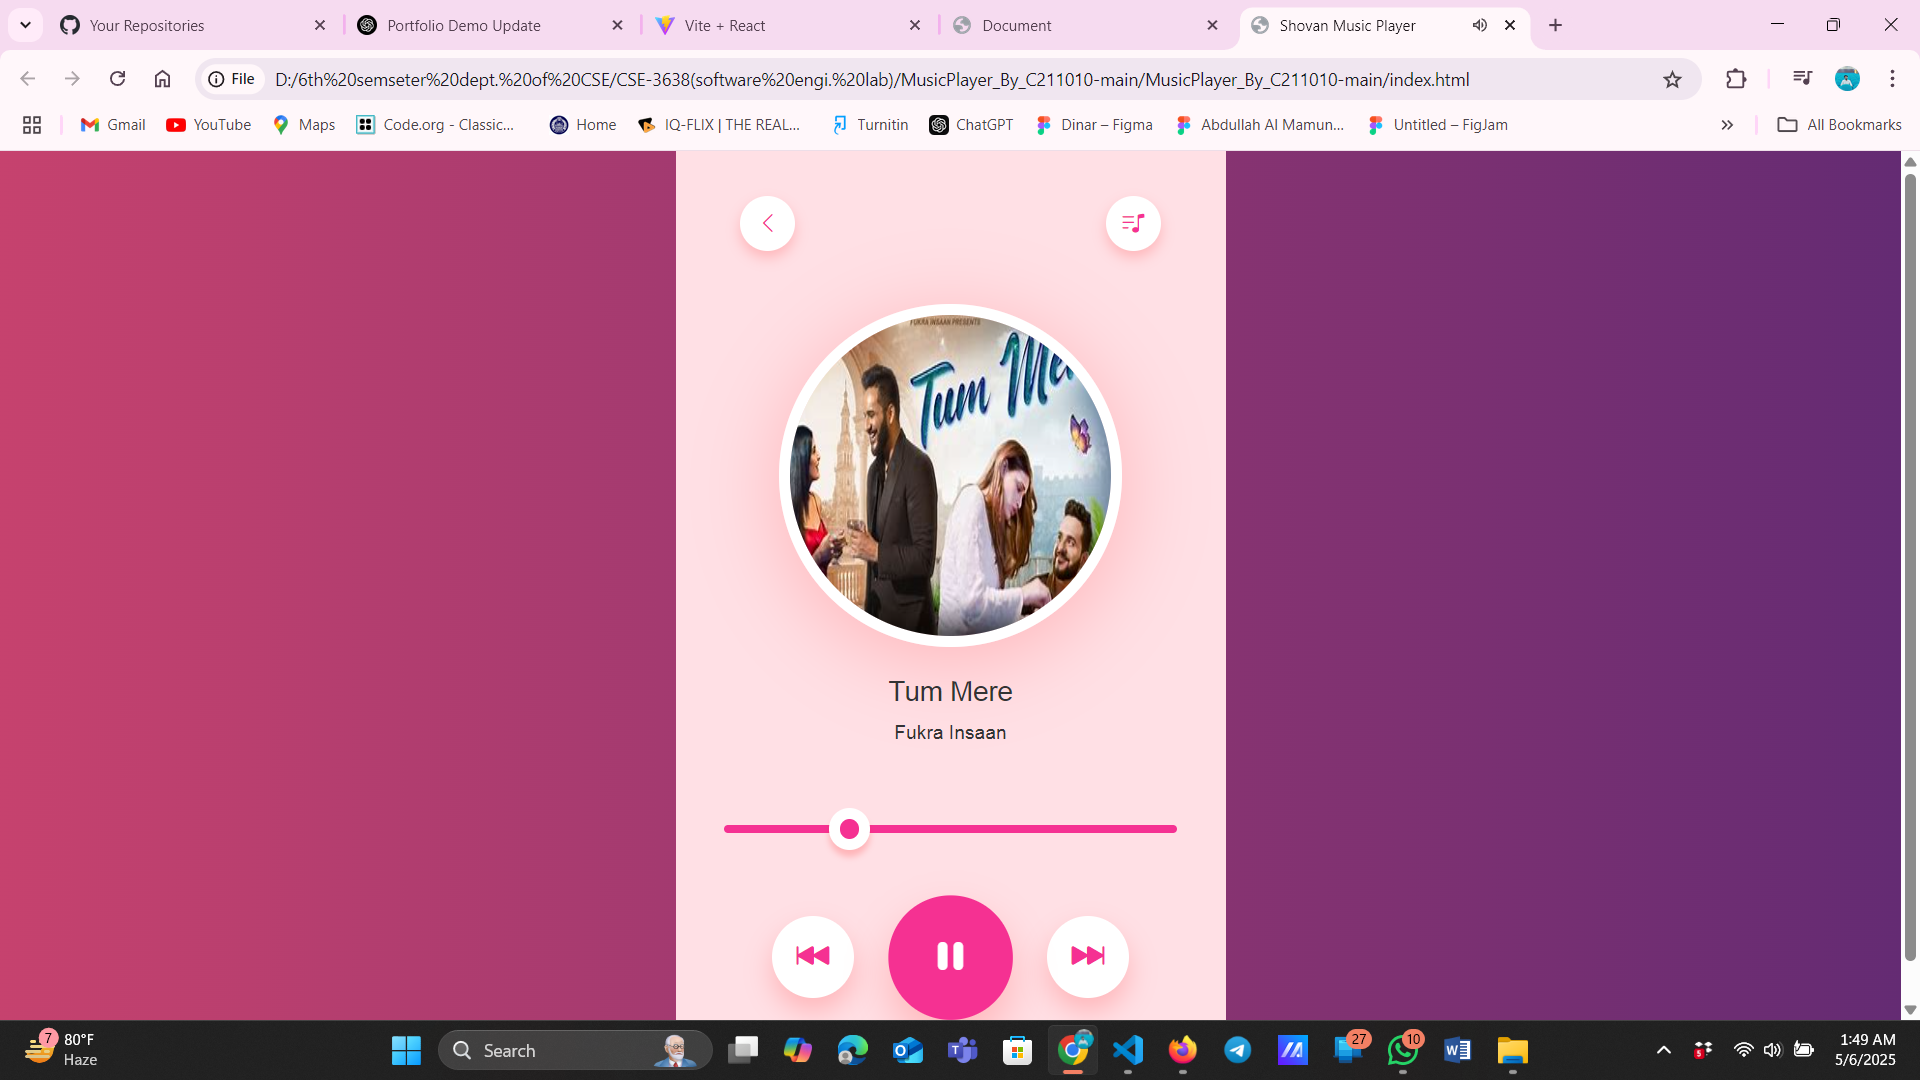 Your Repositories
Portfolio Demo Update
Vite + React
Document
Shovan Music Player
File
D:/6th%20semseter%20dept.%20of%20CSE/CSE-3638(software%20engi.%20lab)/MusicPlayer_By_C211010-main/MusicPlayer_By_C211010-main/index.html
Gmail
YouTube
Maps
Code.org - Classic...
Home
IQ-FLIX | THE REAL...
Turnitin
ChatGPT
Dinar – Figma
Abdullah Al Mamun...
Untitled – FigJam
All Bookmarks
FUKRA INSAAN PRESENTS
Tum Mere
Tum Mere
Fukra Insaan
7
80°F
Haze
Search
27
10
5
1:49 AM
5/6/2025